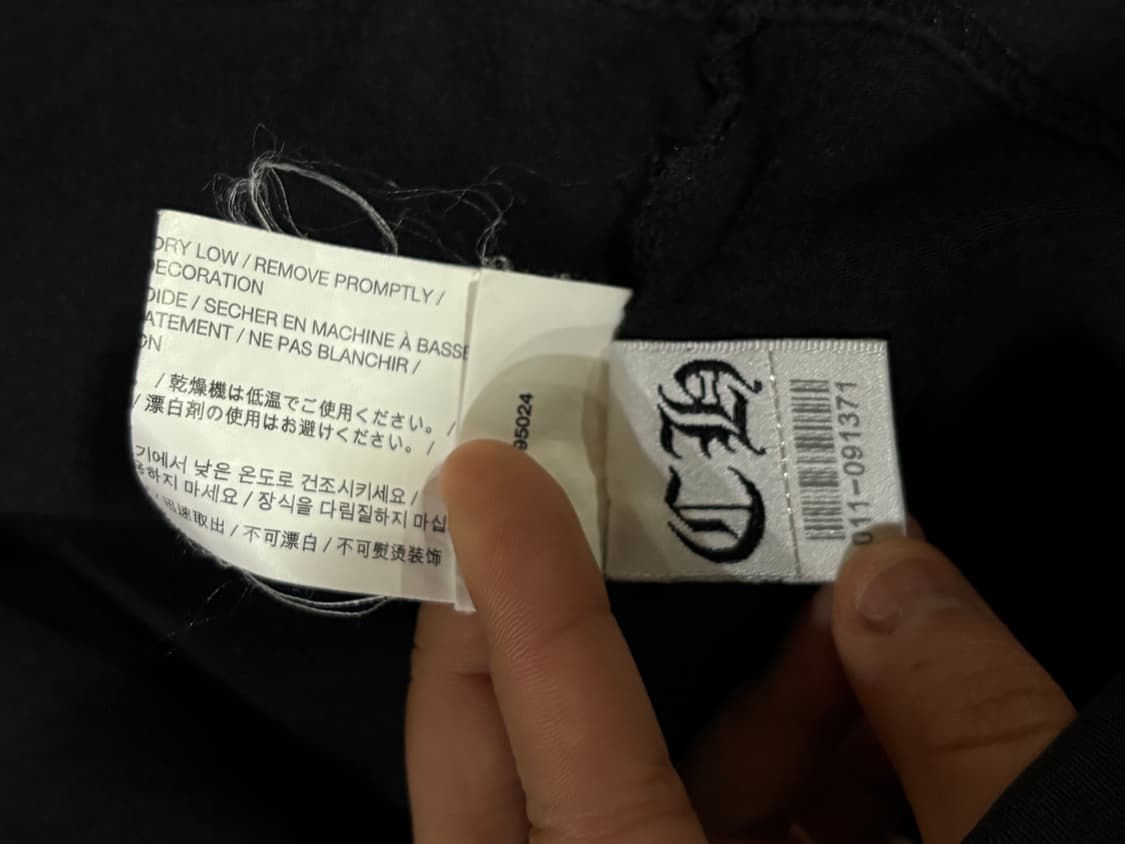 DRY LOW / REMOVE PROMPTLY /
ECORATION
OIDE / SECHER EN MACHINE À BASSE
ATEMENT / NE PAS BLANCHIR /
ON
/ 乾燥機は低温でご使用ください。 /
/ 漂白剤の使用はお避けください。 /
기에서 낮은 온도로 건조시키세요 /
하지 마세요 / 장식을 다림질하지 마십
迅速取出 / 不可漂白 / 不可熨烫装饰
95024
CH
011-091371